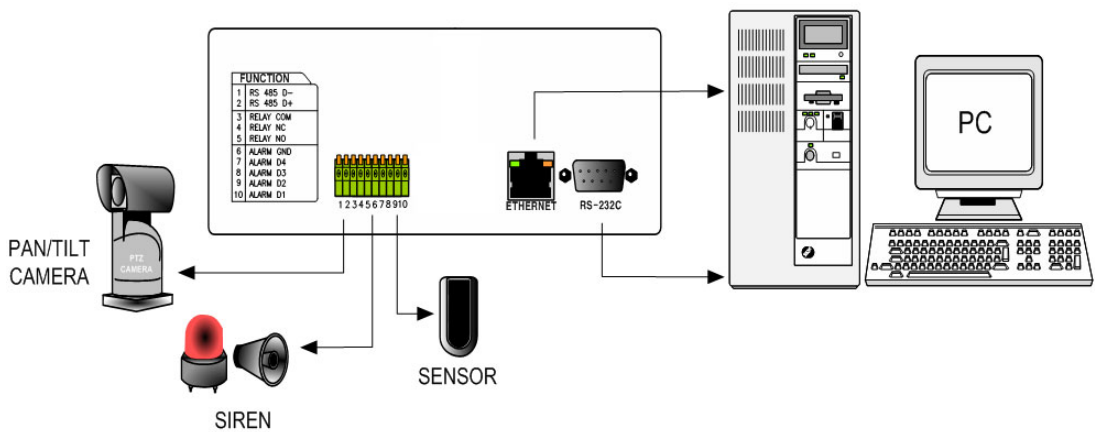 FUNCTION
1 RS 485 D-
2 RS 485 D+
3 RELAY COM
4 RELAY NC
5 RELAY NO
6 ALARM GND
7 ALARM D4
8 ALARM D3
9 ALARM D2
10 ALARM D1
1 2 3 4 5 6 7 8 9 10
ETHERNET
RS-232C
PC
PAN/TILT
CAMERA
PTZ
CAMERA
SENSOR
SIREN